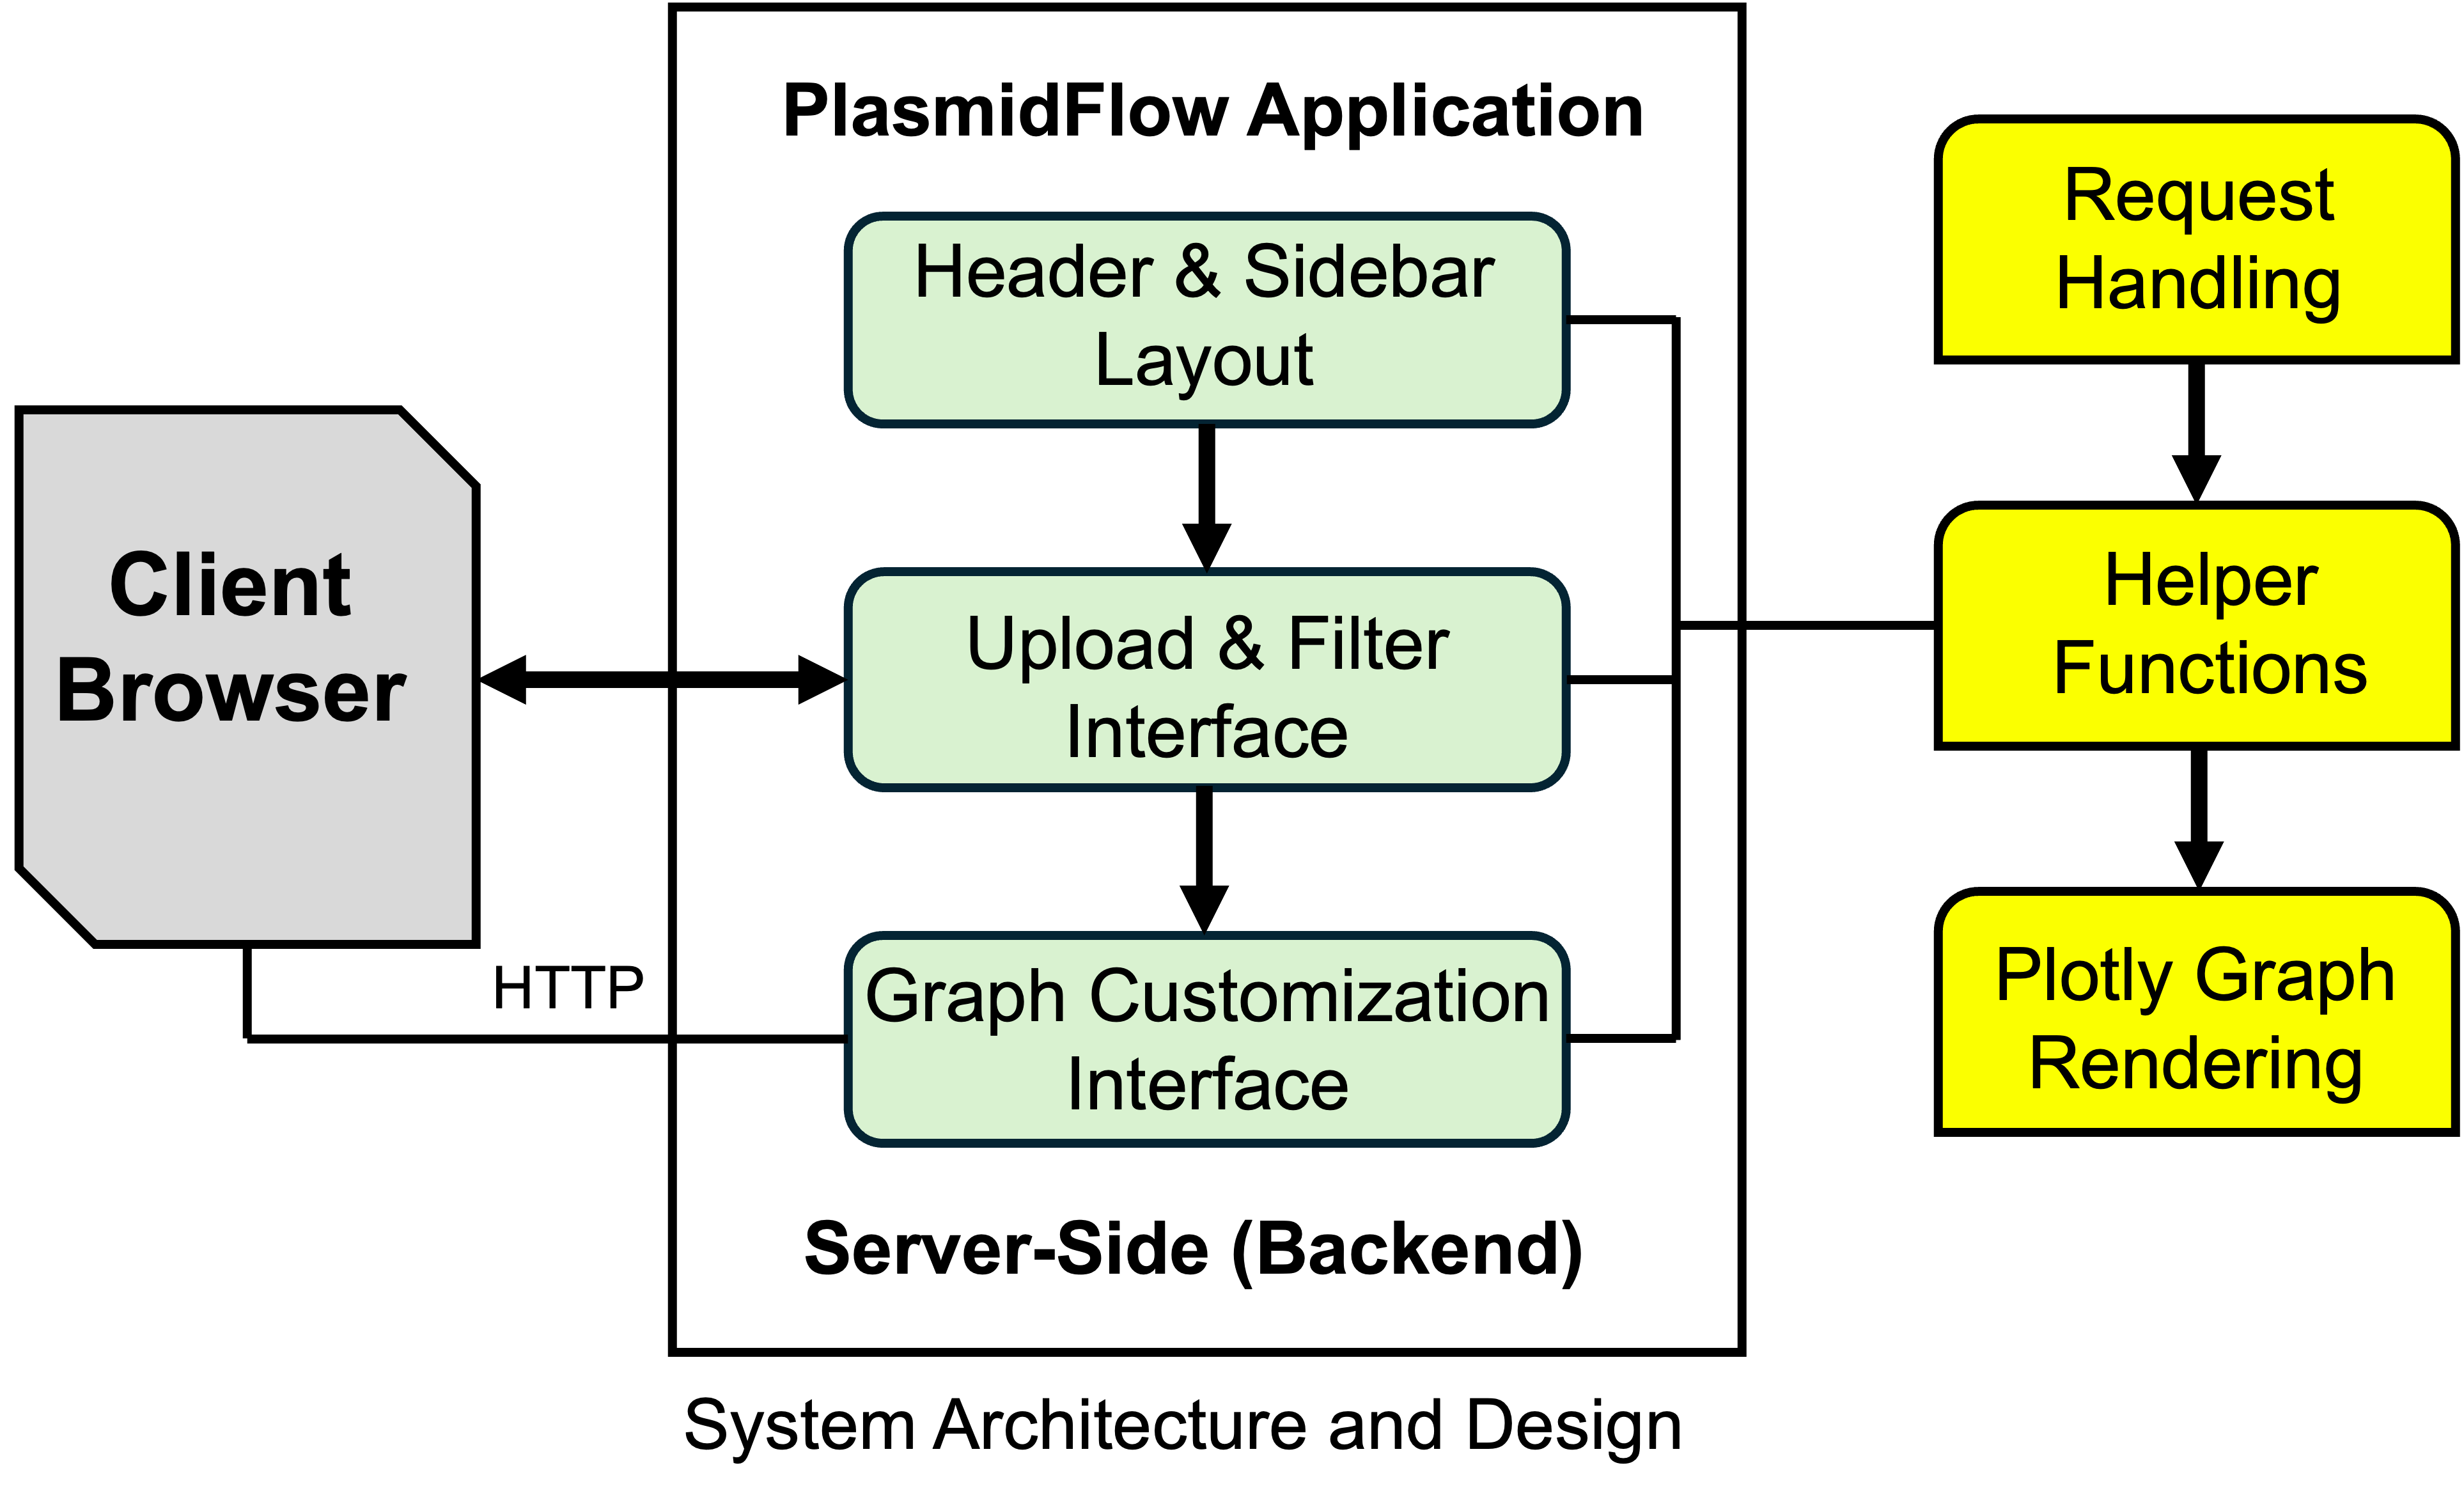 PlasmidFlow Application
Header & Sidebar
Layout
Upload & Filter
Interface
Graph Customization
Interface
Server-Side (Backend)
Client
Browser
HTTP
Request
Handling
Helper
Functions
Plotly Graph
Rendering
System Architecture and Design